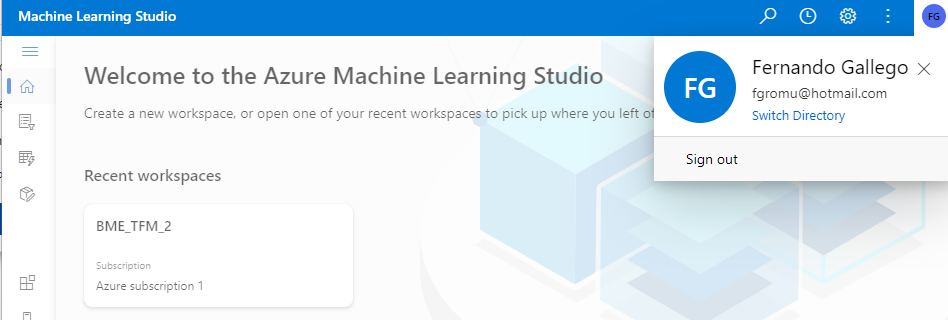 Machine Learning Studio
FG
Welcome to the Azure Machine Learning Studio
Create a new workspace, or open one of your recent workspaces to pick up where you left of
FG
Fernando Gallego
fgromu@hotmail.com
Switch Directory
Sign out
Recent workspaces
BME_TFM_2
Subscription
Azure subscription 1